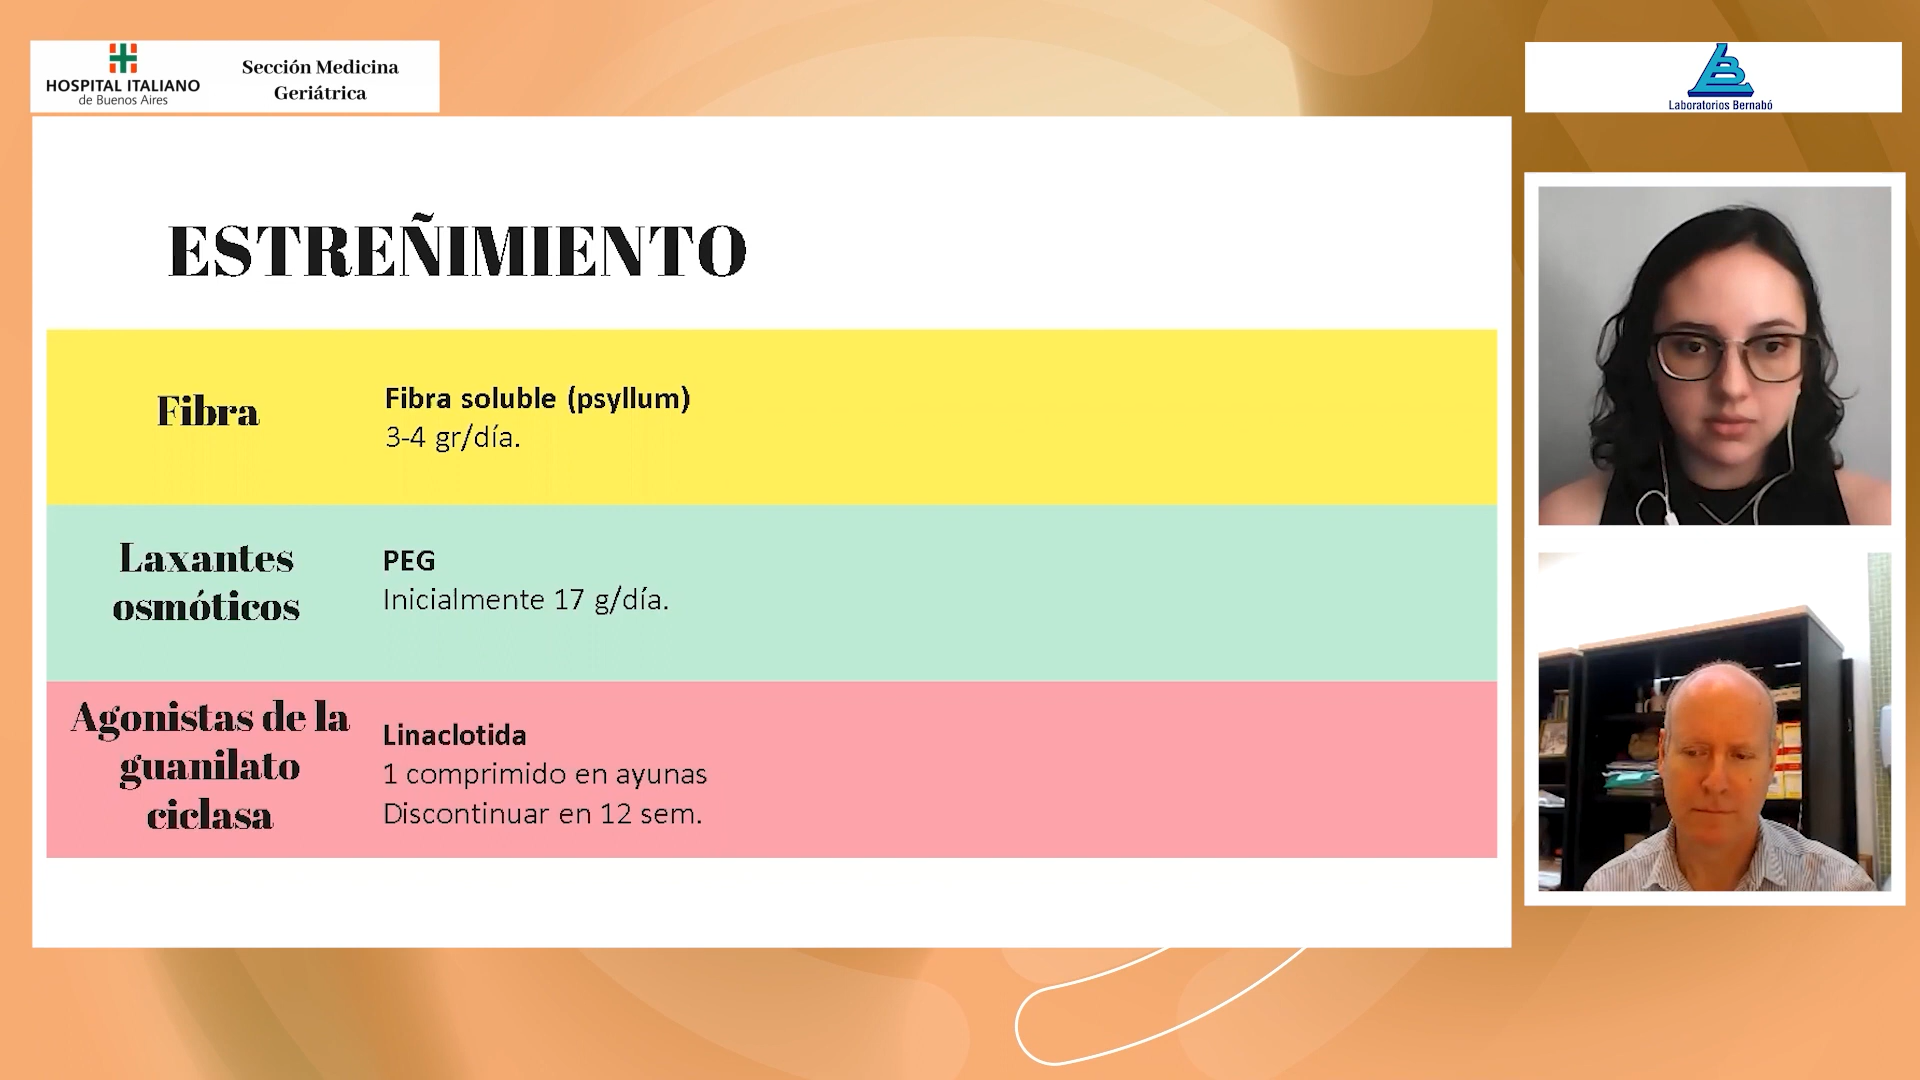 HOSPITAL ITALIANO
de Buenos Aires
Sección Medicina
Geriátrica
Laboratorios Bernabó
ESTREÑIMIENTO
Fibra
Fibra soluble (psyllum)
3-4 gr/día.
Laxantes
osmóticos
PEG
Inicialmente 17 g/día.
Agonistas de la
guanilato
ciclasa
Linaclotida
1 comprimido en ayunas
Discontinuar en 12 sem.